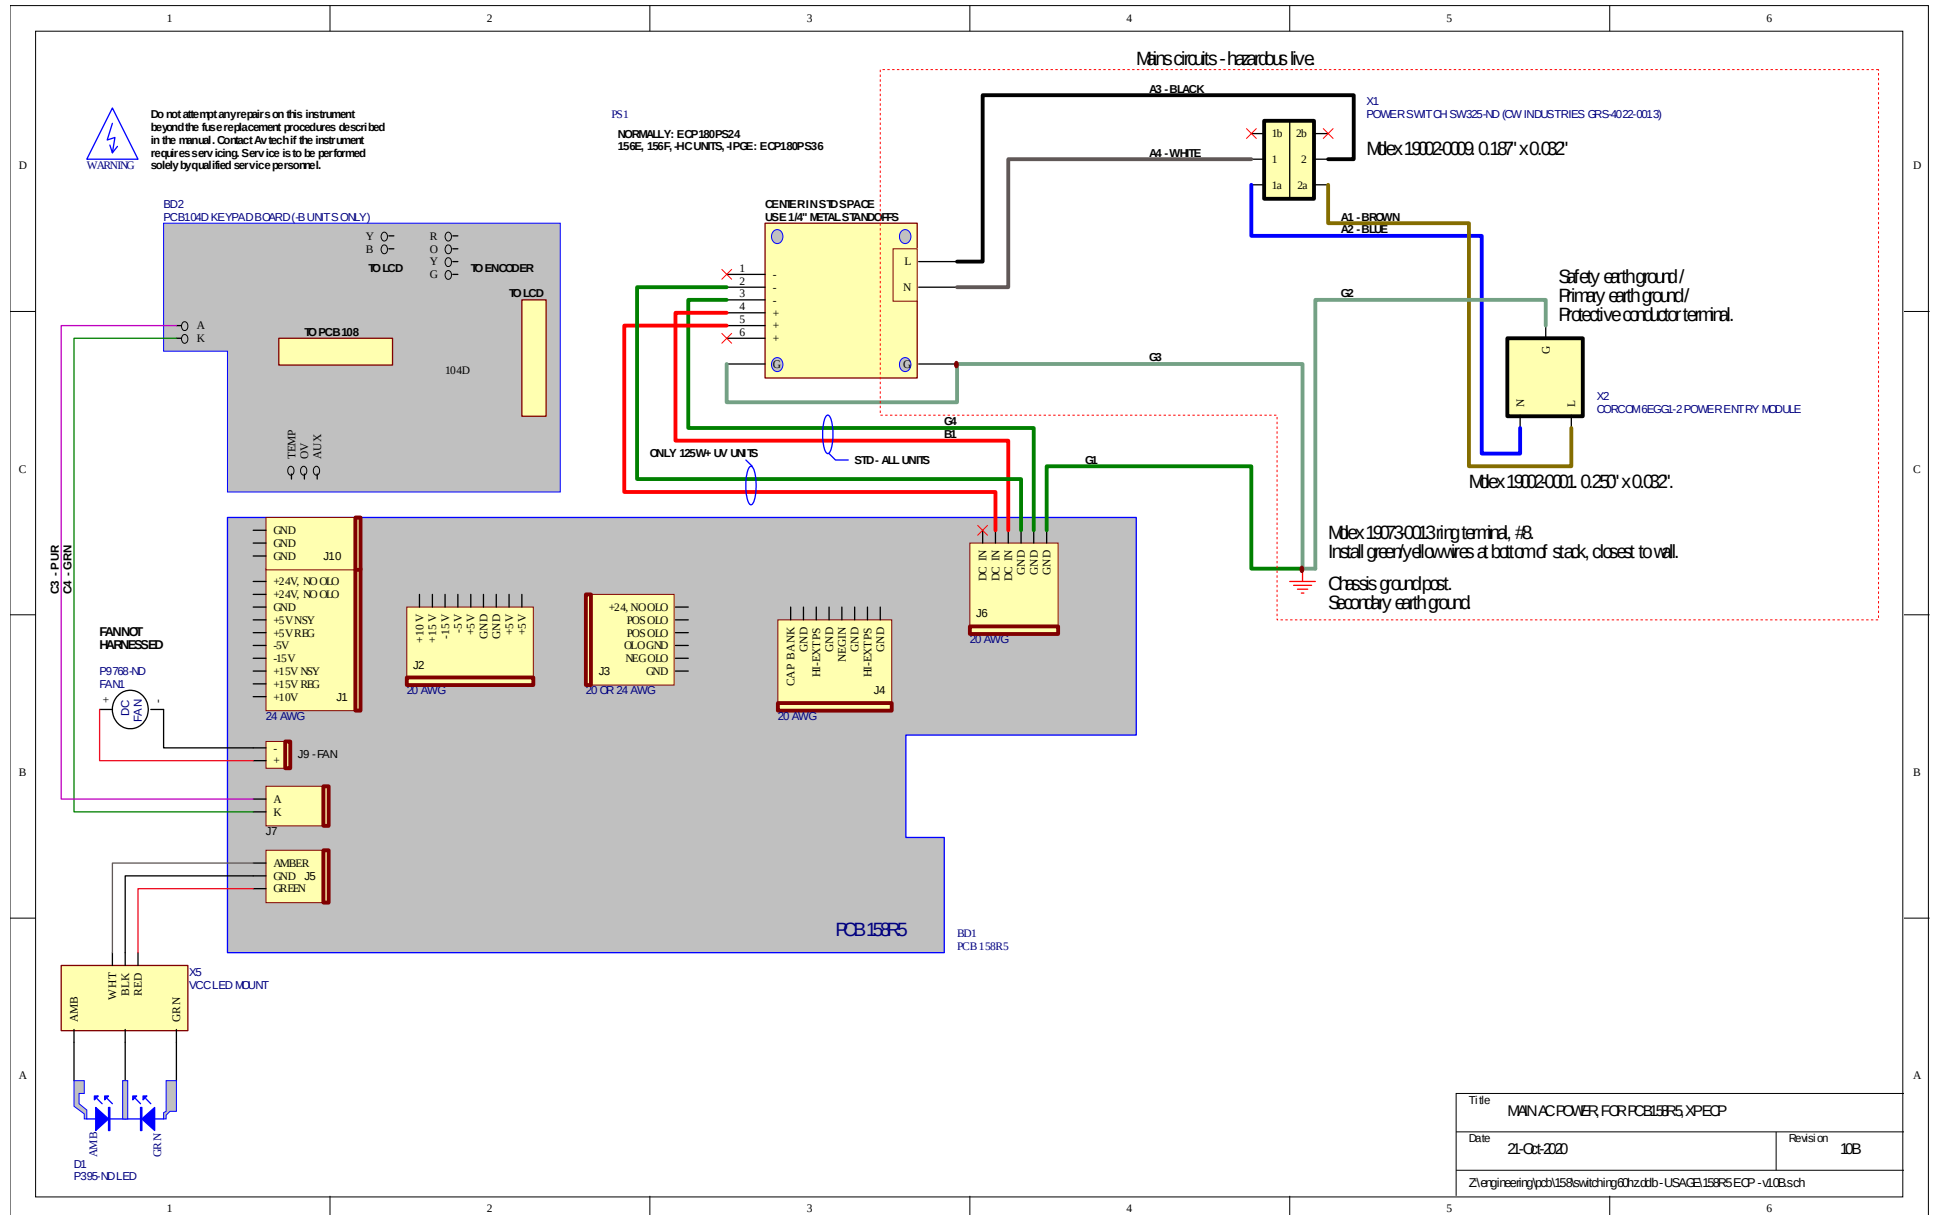 1 2 3 4 5 6
Mains circuits - hazardous live.
Do not attempt any repairs on this instrument
beyond the fuse replacement procedures described
in the manual. Contact Avtech if the instrument
requires servicing. Service is to be performed
solely by qualified service personnel.
WARNING
PS1
NORMALLY: ECP180PS24
156E, 156F, -HC UNITS, -IPGE: ECP180PS36
A3 - BLACK
A4 - WHITE
X1
POWER SWITCH SW325-ND (CW INDUSTRIES GRS-4022-0013)
Molex 19002-0009. 0.187" x 0.032"
1b 2b
1 2
1a 2a
D
D
A1 - BROWN
A2 - BLUE
BD2
PCB104D KEYPAD BOARD (-B UNITS ONLY)
Y
B
TO LCD
R
O
Y
G
TO ENCODER
TO LCD
TO PCB 108
104D
A
K
TEMP
OV
AUX
CENTER IN STD SPACE
USE 1/4" METAL STANDOFFS
L
N
1 -
2 -
3 -
4 +
5 +
6 +
G
G
G2
G3
Safety earth ground /
Primary earth ground /
Protective conductor terminal.
G
N
L
X2
CORCOM 6EGG1-2 POWER ENTRY MODULE
Molex 19002-0001. 0.250" x 0.032".
C
C
G4
B1
ONLY 125W+ UV UNITS
STD - ALL UNITS
G1
Molex 19073-0013 ring terminal, #8.
Install green/yellow wires at bottom of stack, closest to wall.
Chassis ground post.
Secondary earth ground.
C3 - PUR
C4 - GRN
GND
GND
GND
J10
+24V, NO OLO
+24V, NO OLO
GND
+5V NSY
+5V REG
-5V
-15V
+15V NSY
+15V REG
+10V
J1
24 AWG
+10 V
+15 V
-15 V
-5 V
+5 V
GND
GND
+5 V
+5 V
J2
20 AWG
+24, NO OLO
POS OLO
POS OLO
OLO GND
NEG OLO
GND
J3
20 OR 24 AWG
CAP BANK
GND
HI-EXT PS
GND
NEG IN
GND
HI-EXT PS
GND
J4
20 AWG
DC IN
DC IN
DC IN
GND
GND
GND
J6
20 AWG
FAN NOT
HARNESSED
P9768-ND
FAN1
+
-
DC
FAN
B
B
-
+
J9 - FAN
A
K
J7
AMBER
GND
GREEN
J5
PCB 158R5
BD1
PCB 158R5
X5
VCC LED MOUNT
WHT
BLK
RED
AMB
GRN
A
A
AMB
GRN
D1
P395-ND LED
Title
MAIN AC POWER, FOR PCB158R5, XP ECP
Date
21-Oct-2020
Revision
10B
Z:\engineering\pcb\158\switching60hz.ddb - USAGE\158R5 ECP - v10B.sch
1 2 3 4 5 6